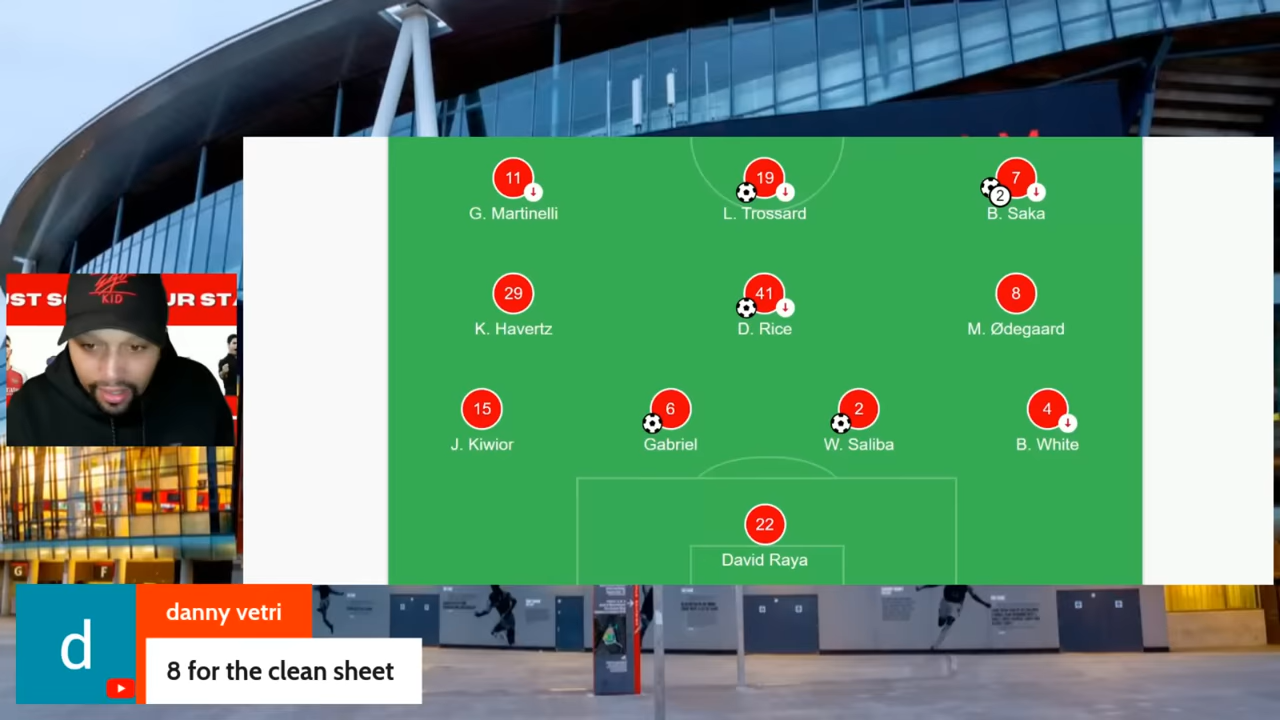 11
19
7
2
G. Martinelli
L. Trossard
B. Saka
29
41
8
K. Havertz
D. Rice
M. Ødegaard
15
6
2
4
J. Kiwior
Gabriel
W. Saliba
B. White
22
David Raya
KID
G
F
d
danny vetri
8 for the clean sheet